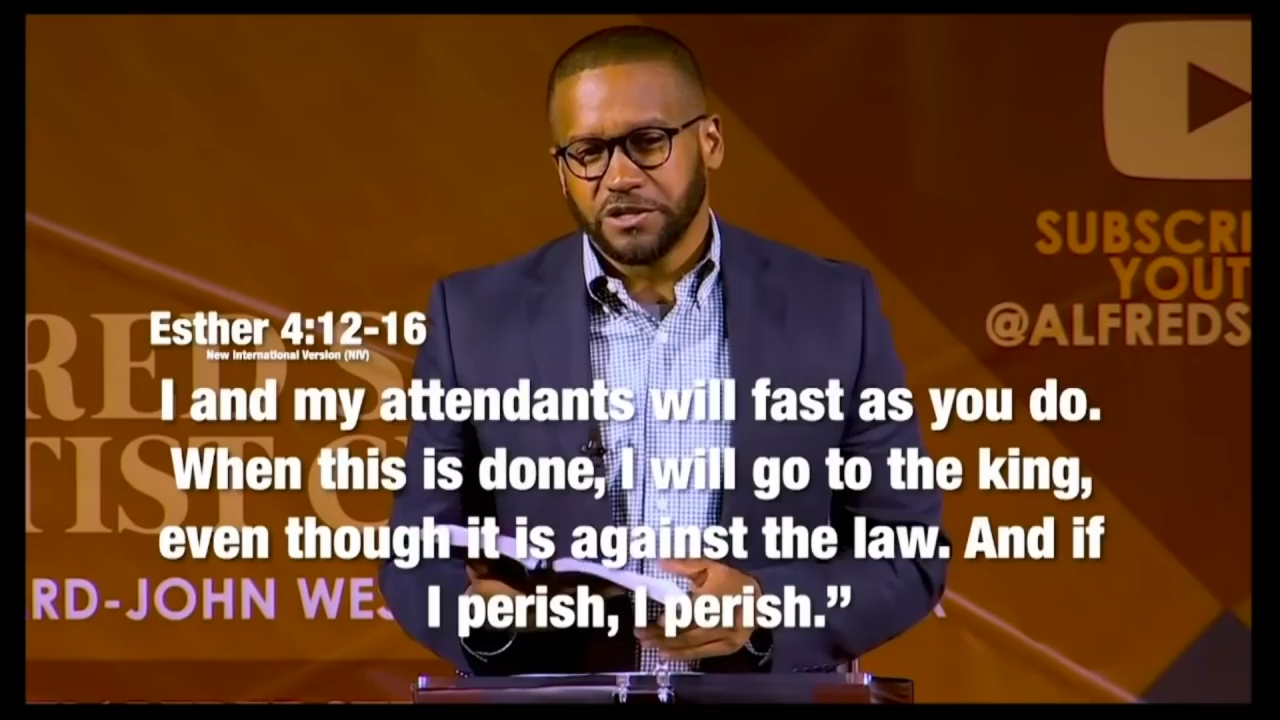 SUBSCRI
YOUT
@ALFREDS
Esther 4:12-16
New International Version (NIV)
I and my attendants will fast as you do.
When this is done, I will go to the king,
even though it is against the law. And if
I perish, I perish.”
RED S
TIST C
RD-JOHN WES